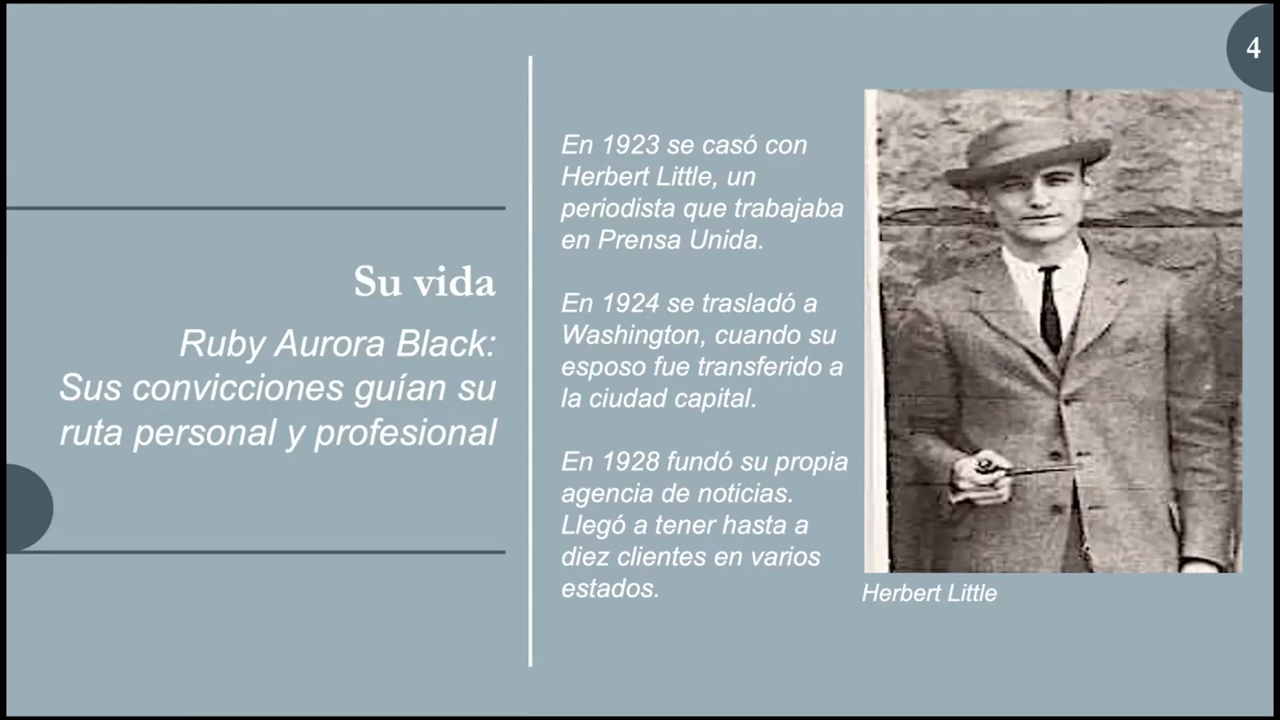 4
Su vida
Ruby Aurora Black:
Sus convicciones guían su
ruta personal y profesional
En 1923 se casó con
Herbert Little, un
periodista que trabajaba
en Prensa Unida.
En 1924 se trasladó a
Washington, cuando su
esposo fue transferido a
la ciudad capital.
En 1928 fundó su propia
agencia de noticias.
Llegó a tener hasta a
diez clientes en varios
estados.
Herbert Little